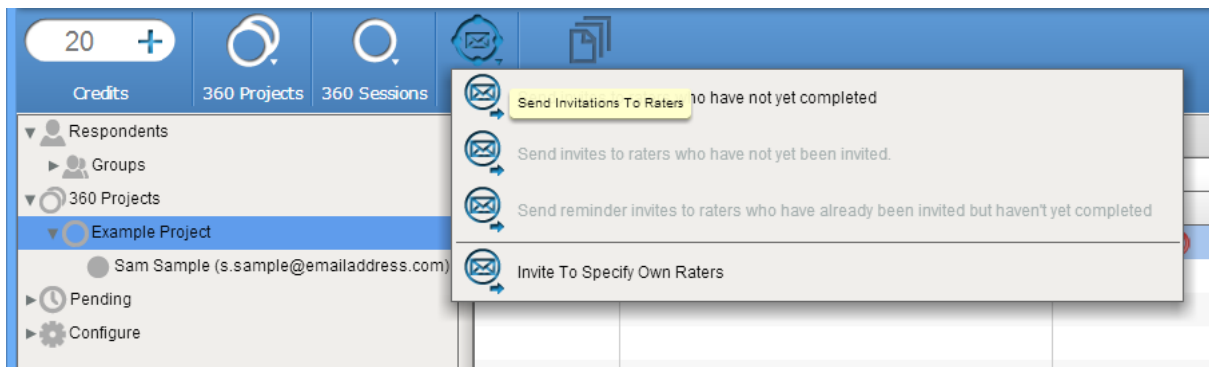 20 +
Credits
360 Projects
360 Sessions
Send Invitations To Raters
ho have not yet completed
Send invites to raters who have not yet been invited.
Send reminder invites to raters who have already been invited but haven't yet completed
Invite To Specify Own Raters
Respondents
Groups
360 Projects
Example Project
Sam Sample (s.sample@emailaddress.com)
Pending
Configure